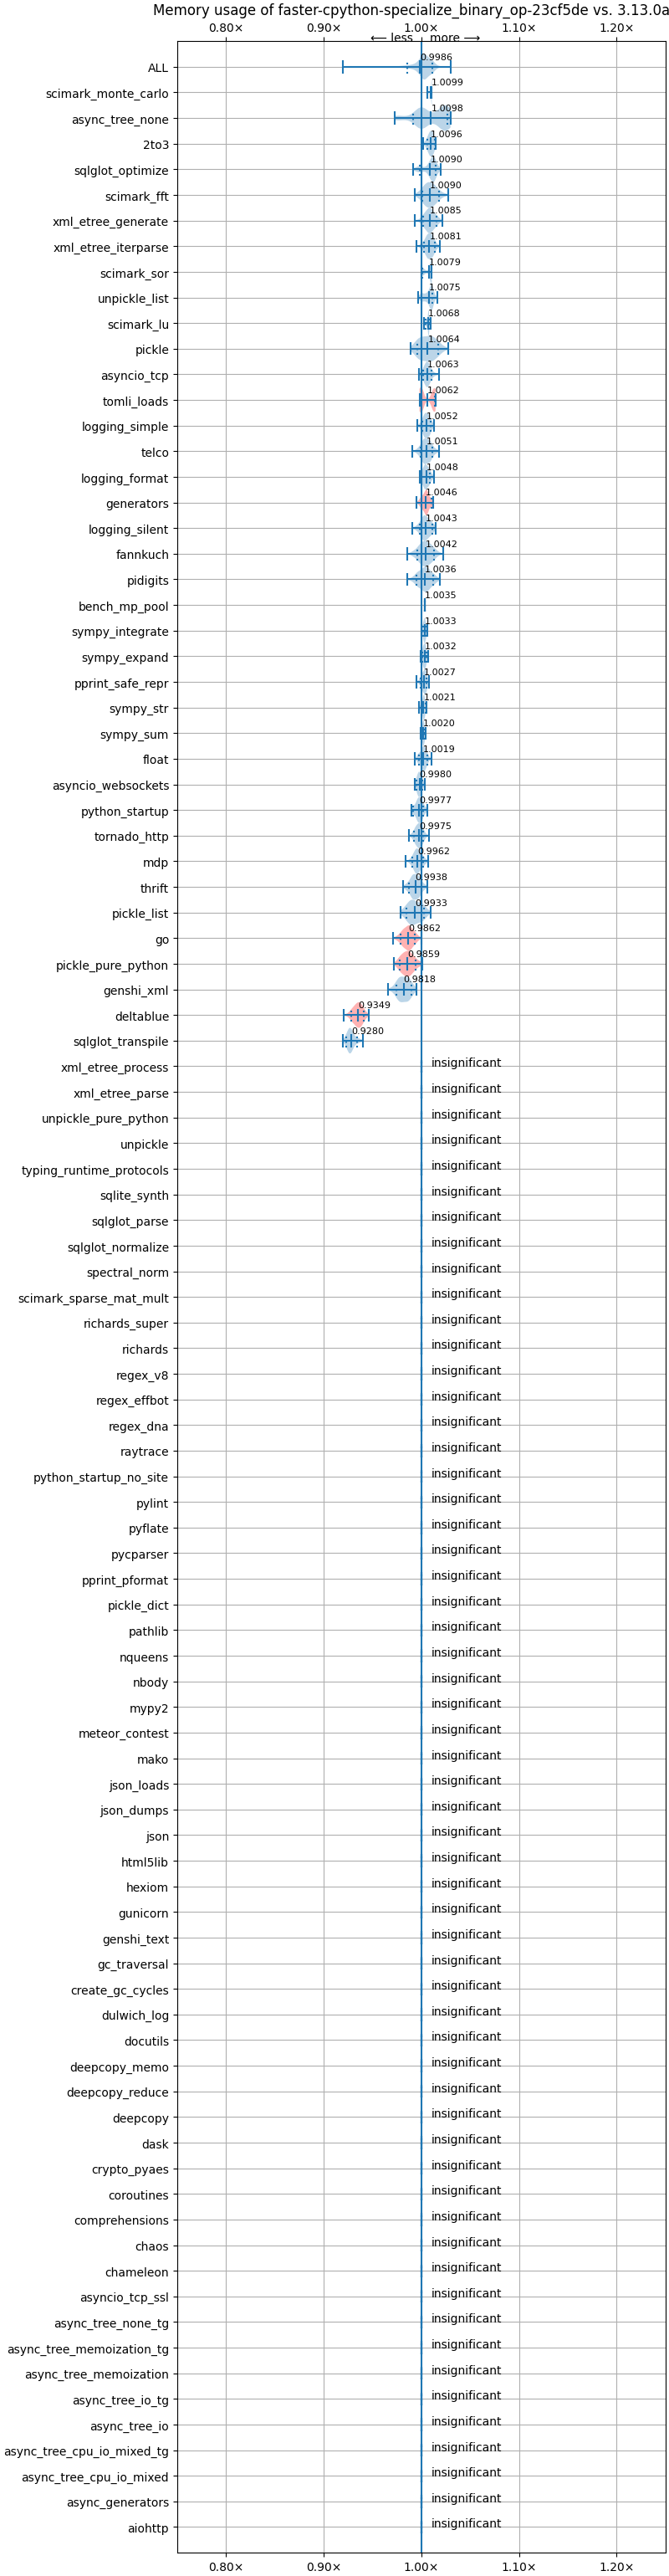 Memory usage of faster-cpython-specialize_binary_op-23cf5de vs. 3.13.0a
0.80× 0.90× 1.00× 1.10× 1.20×
⟵ less more ⟶
ALL 0.9986
scimark_monte_carlo 1.0099
async_tree_none 1.0098
2to3 1.0096
sqlglot_optimize 1.0090
scimark_fft 1.0090
xml_etree_generate 1.0085
xml_etree_iterparse 1.0081
scimark_sor 1.0079
unpickle_list 1.0075
scimark_lu 1.0068
pickle 1.0064
asyncio_tcp 1.0063
tomli_loads 1.0062
logging_simple 1.0052
telco 1.0051
logging_format 1.0048
generators 1.0046
logging_silent 1.0043
fannkuch 1.0042
pidigits 1.0036
bench_mp_pool 1.0035
sympy_integrate 1.0033
sympy_expand 1.0032
pprint_safe_repr 1.0027
sympy_str 1.0021
sympy_sum 1.0020
float 1.0019
asyncio_websockets 0.9980
python_startup 0.9977
tornado_http 0.9975
mdp 0.9962
thrift 0.9938
pickle_list 0.9933
go 0.9862
pickle_pure_python 0.9859
genshi_xml 0.9818
deltablue 0.9349
sqlglot_transpile 0.9280
xml_etree_process insignificant
xml_etree_parse insignificant
unpickle_pure_python insignificant
unpickle insignificant
typing_runtime_protocols insignificant
sqlite_synth insignificant
sqlglot_parse insignificant
sqlglot_normalize insignificant
spectral_norm insignificant
scimark_sparse_mat_mult insignificant
richards_super insignificant
richards insignificant
regex_v8 insignificant
regex_effbot insignificant
regex_dna insignificant
raytrace insignificant
python_startup_no_site insignificant
pylint insignificant
pyflate insignificant
pycparser insignificant
pprint_pformat insignificant
pickle_dict insignificant
pathlib insignificant
nqueens insignificant
nbody insignificant
mypy2 insignificant
meteor_contest insignificant
mako insignificant
json_loads insignificant
json_dumps insignificant
json insignificant
html5lib insignificant
hexiom insignificant
gunicorn insignificant
genshi_text insignificant
gc_traversal insignificant
create_gc_cycles insignificant
dulwich_log insignificant
docutils insignificant
deepcopy_memo insignificant
deepcopy_reduce insignificant
deepcopy insignificant
dask insignificant
crypto_pyaes insignificant
coroutines insignificant
comprehensions insignificant
chaos insignificant
chameleon insignificant
asyncio_tcp_ssl insignificant
async_tree_none_tg insignificant
async_tree_memoization_tg insignificant
async_tree_memoization insignificant
async_tree_io_tg insignificant
async_tree_io insignificant
async_tree_cpu_io_mixed_tg insignificant
async_tree_cpu_io_mixed insignificant
async_generators insignificant
aiohttp insignificant
0.80× 0.90× 1.00× 1.10× 1.20×